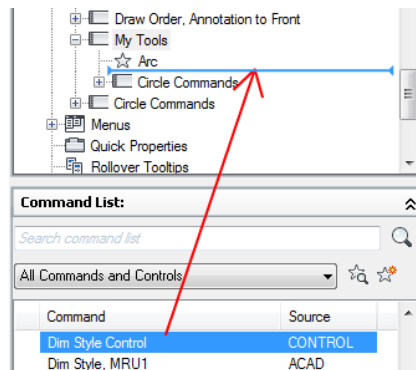 Draw Order, Annotation to Front
My Tools
Arc
Circle Commands
Circle Commands
Menus
Quick Properties
Rollover Tooltips
Command List:
Search command list
All Commands and Controls
Command Source
Dim Style Control CONTROL
Dim Style, MRU1 ACAD